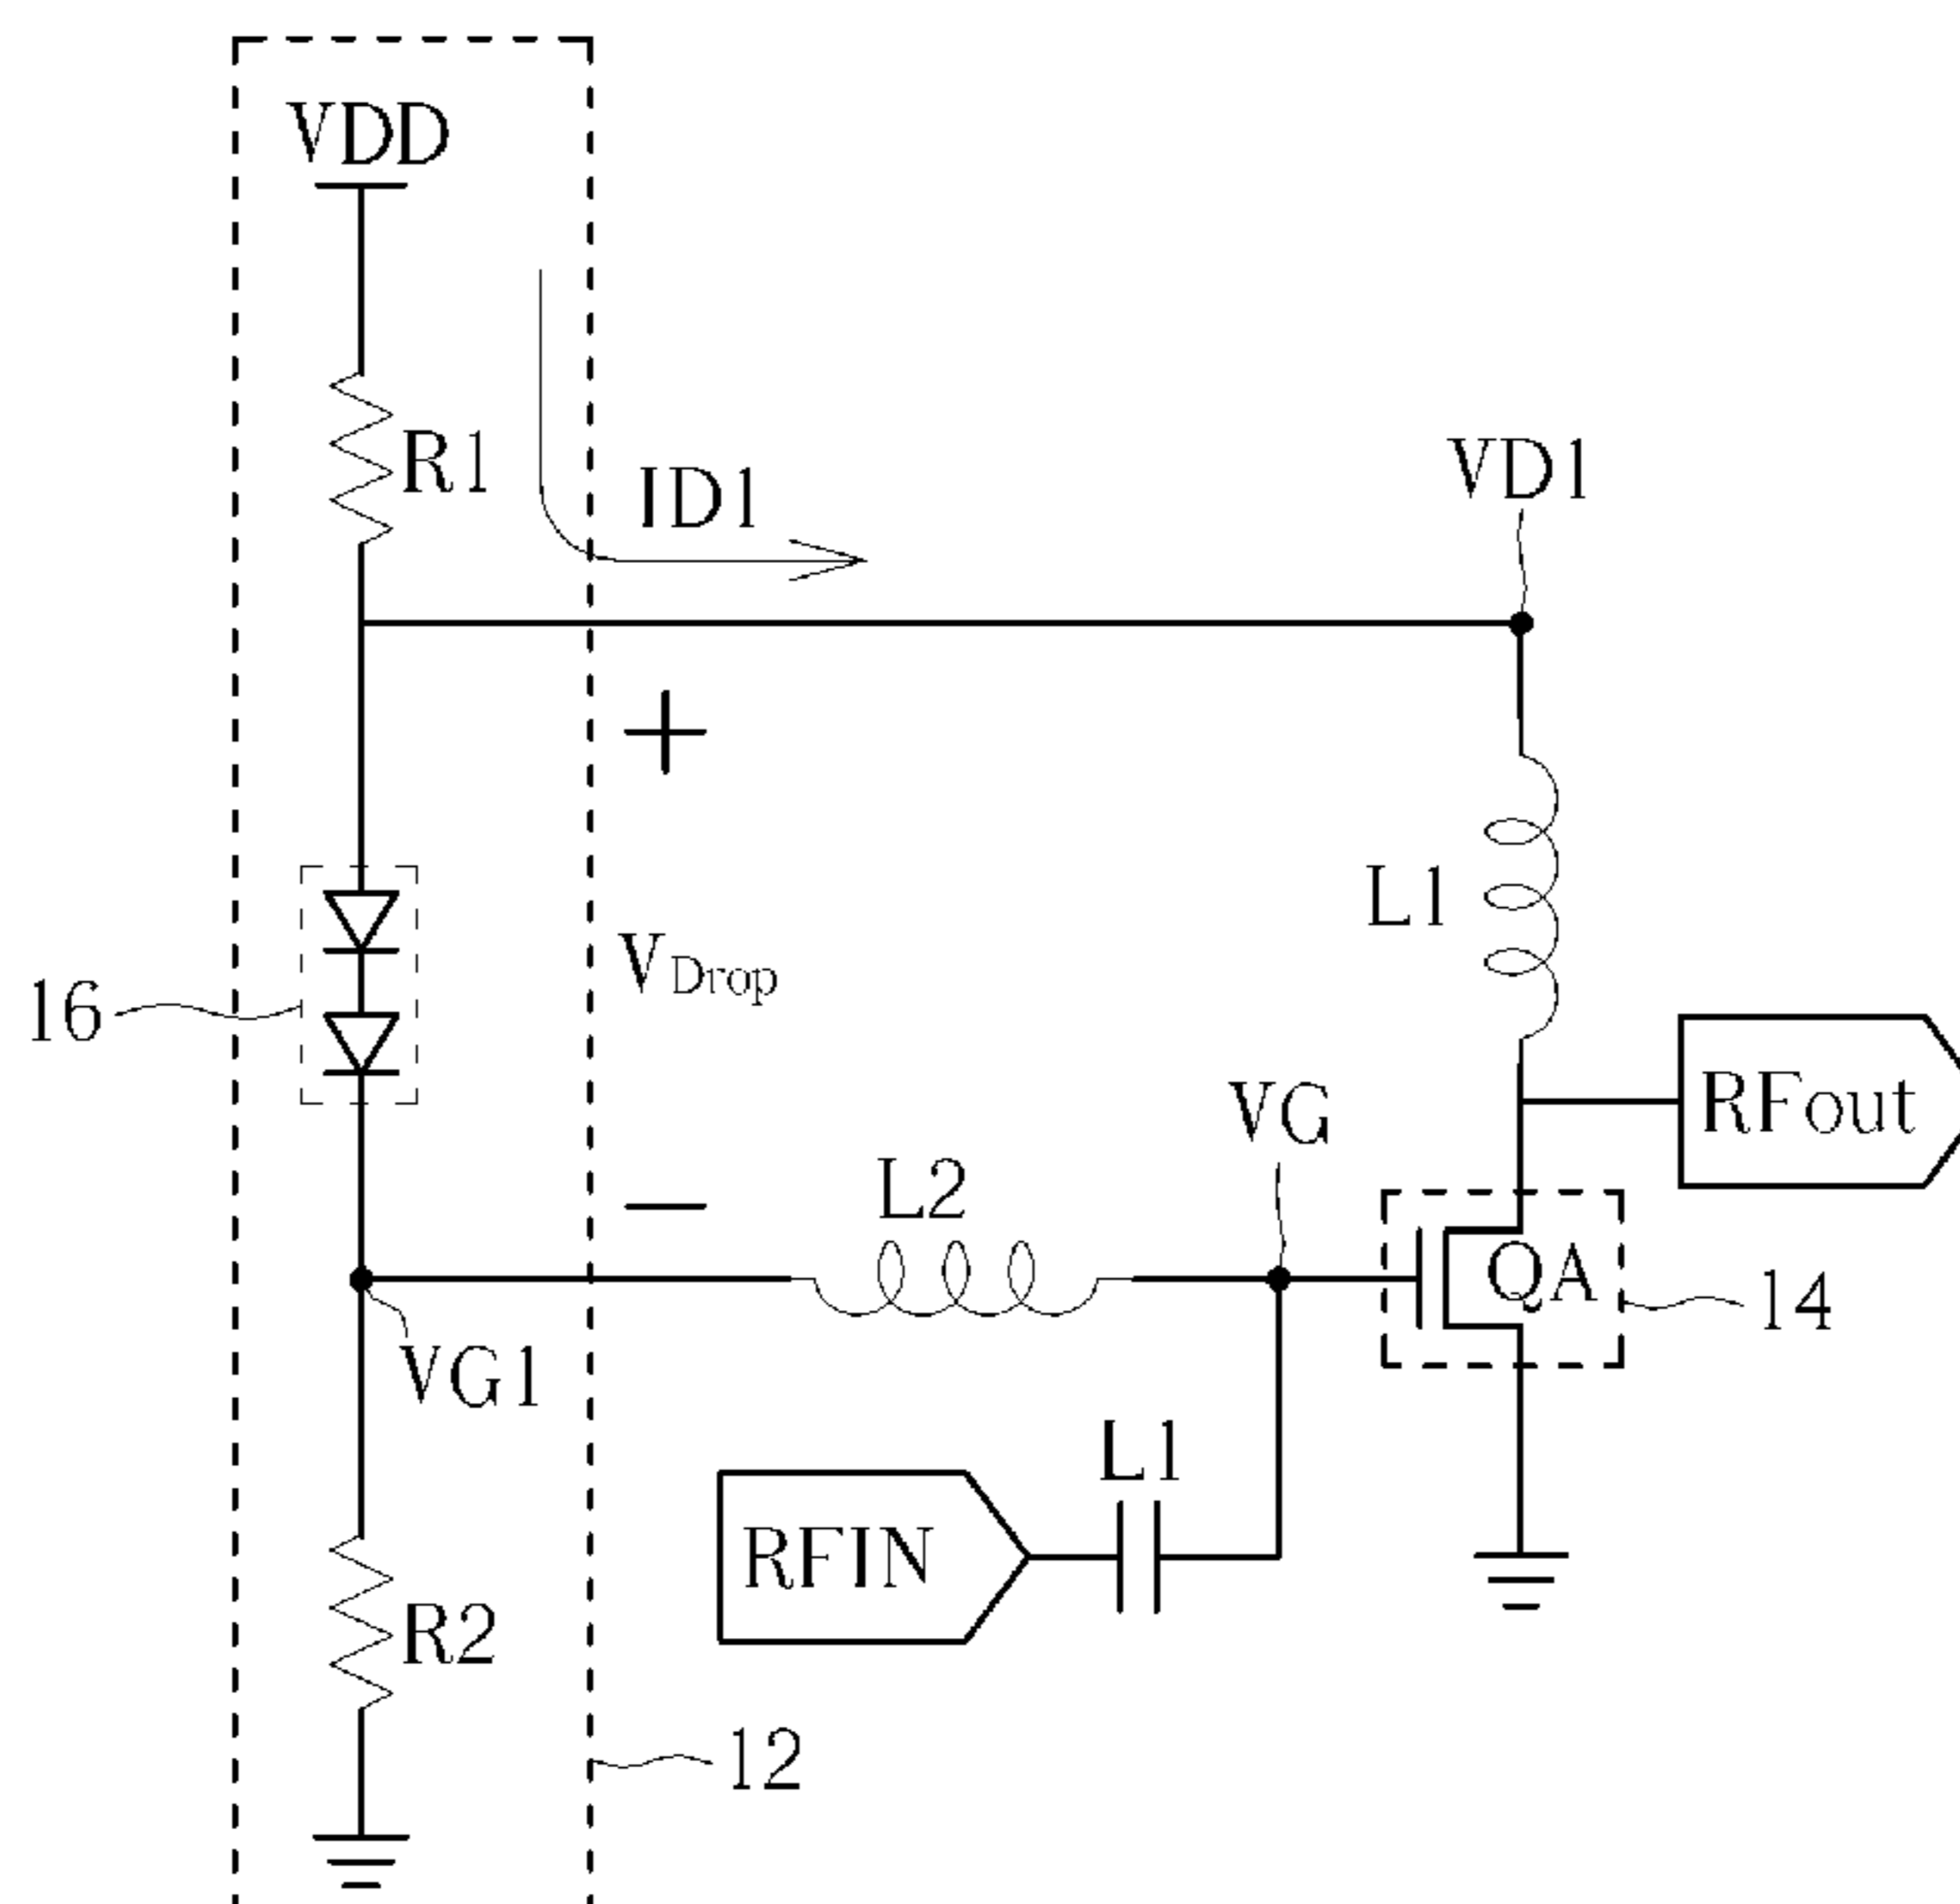 VDD
R1
ID1
VD1
L1
16
VDrop
RFout
VG
L2
QA
14
VG1
L1
RFIN
R2
12